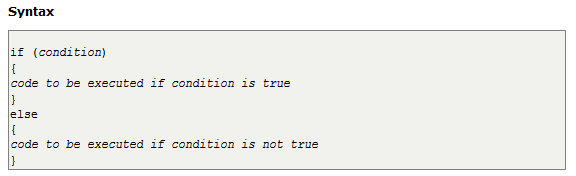 Syntax
if (condition)
{
code to be executed if condition is true
}
else
{
code to be executed if condition is not true
}